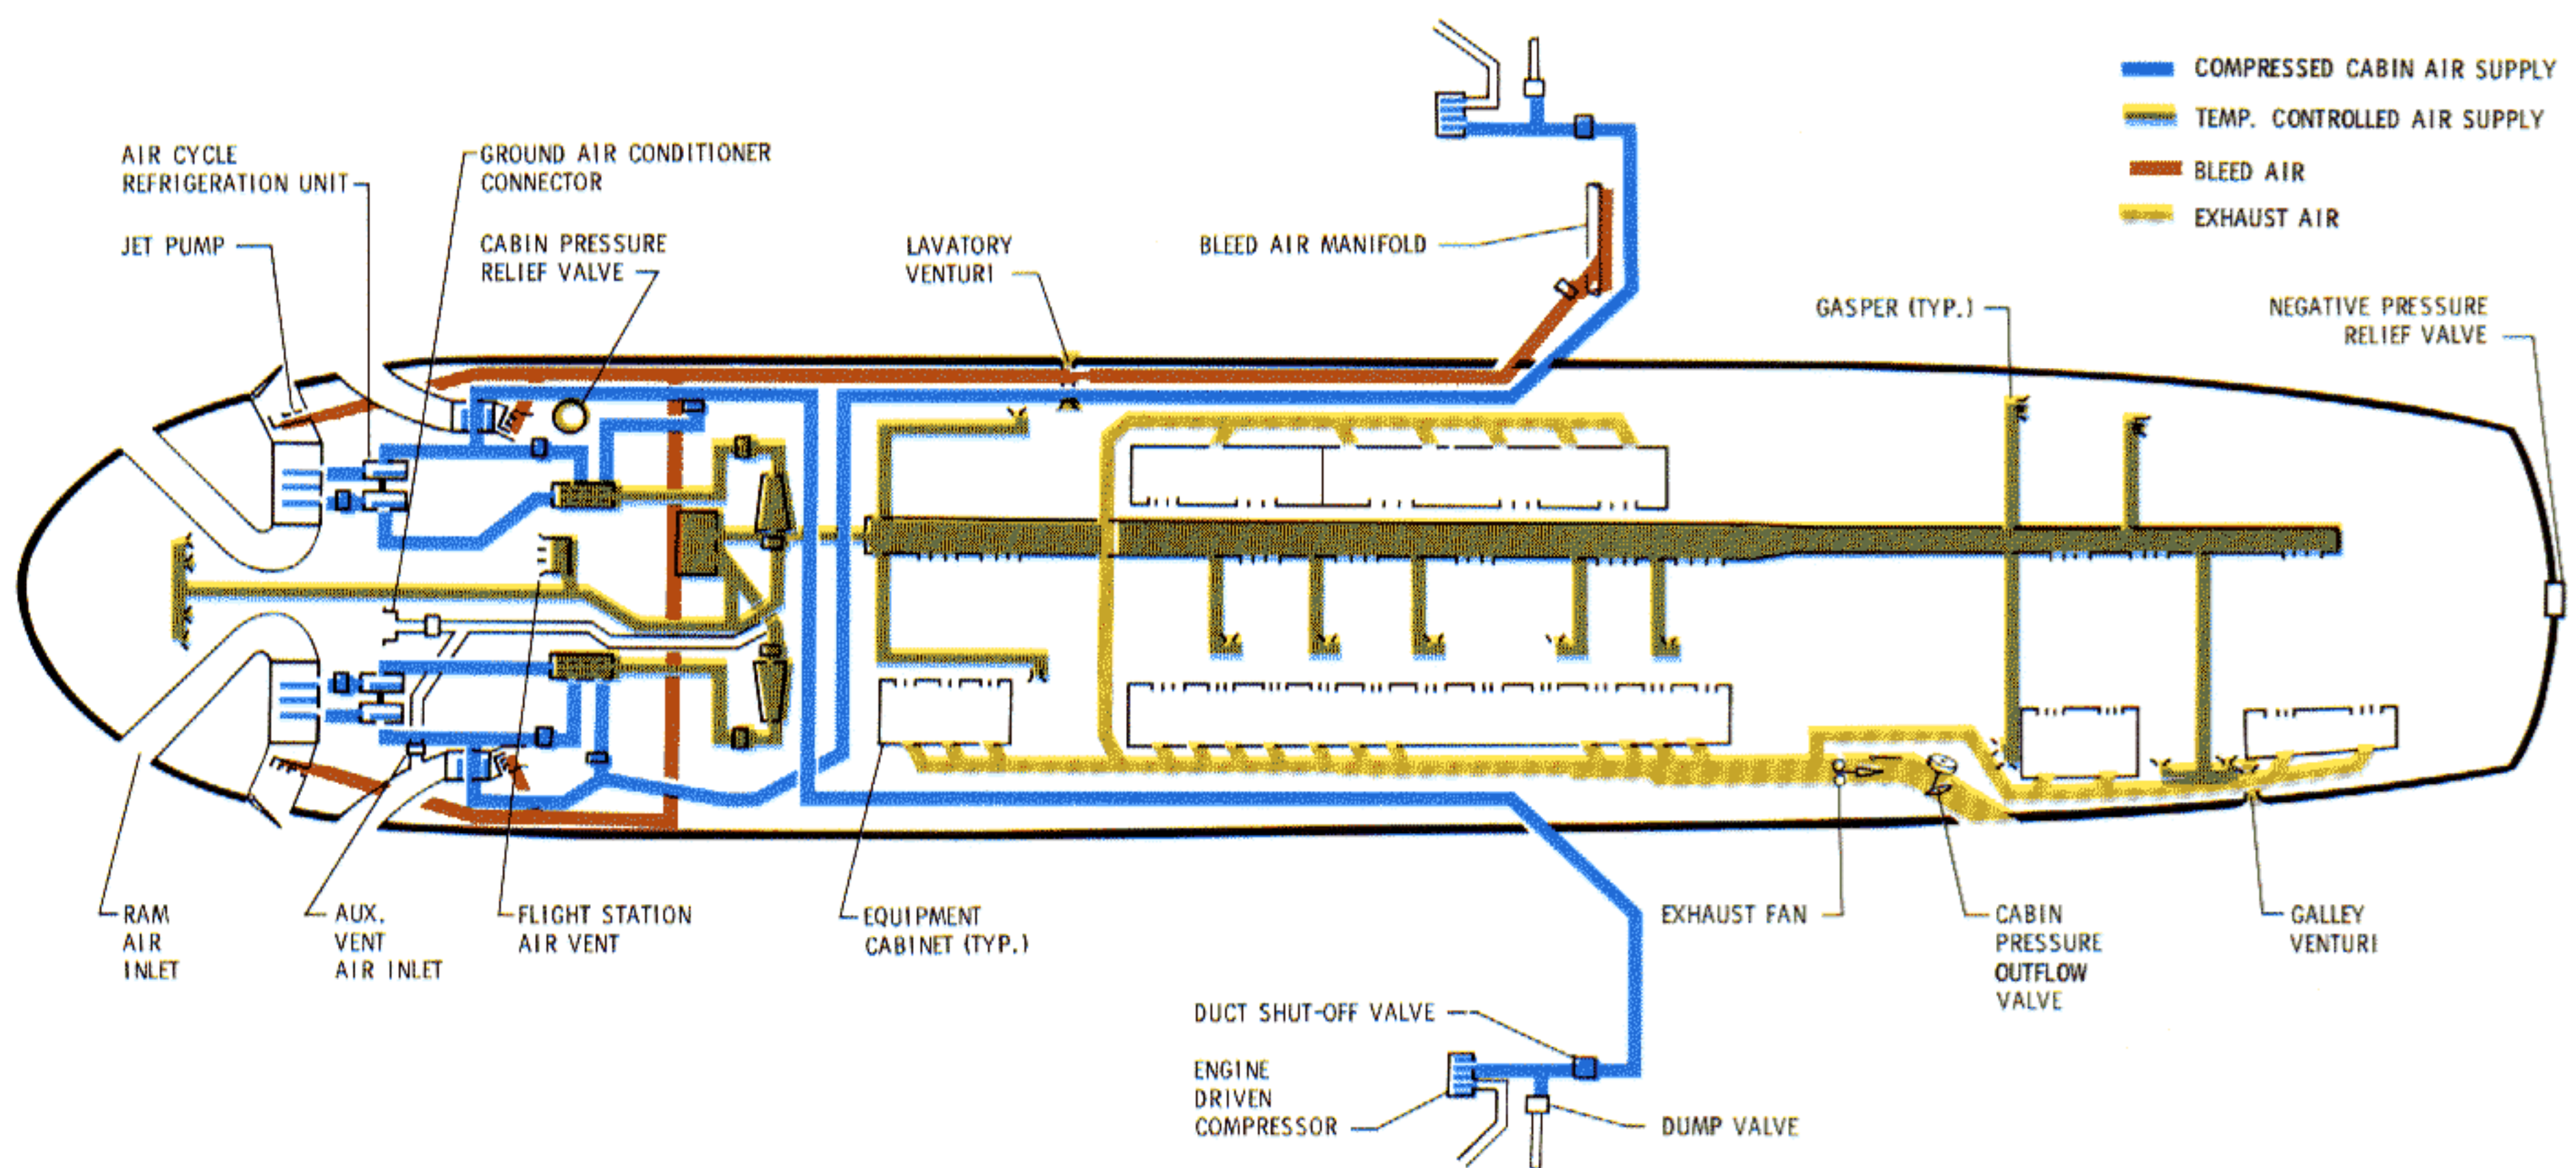 COMPRESSED CABIN AIR SUPPLY
TEMP. CONTROLLED AIR SUPPLY
BLEED AIR
EXHAUST AIR
AIR CYCLE
REFRIGERATION UNIT
JET PUMP
GROUND AIR CONDITIONER
CONNECTOR
CABIN PRESSURE
RELIEF VALVE
LAVATORY
VENTURI
BLEED AIR MANIFOLD
GASPER (TYP.)
NEGATIVE PRESSURE
RELIEF VALVE
RAM
AIR
INLET
AUX.
VENT
AIR INLET
FLIGHT STATION
AIR VENT
EQUIPMENT
CABINET (TYP.)
EXHAUST FAN
CABIN
PRESSURE
OUTFLOW
VALVE
GALLEY
VENTURI
DUCT SHUT-OFF VALVE
ENGINE
DRIVEN
COMPRESSOR
DUMP VALVE